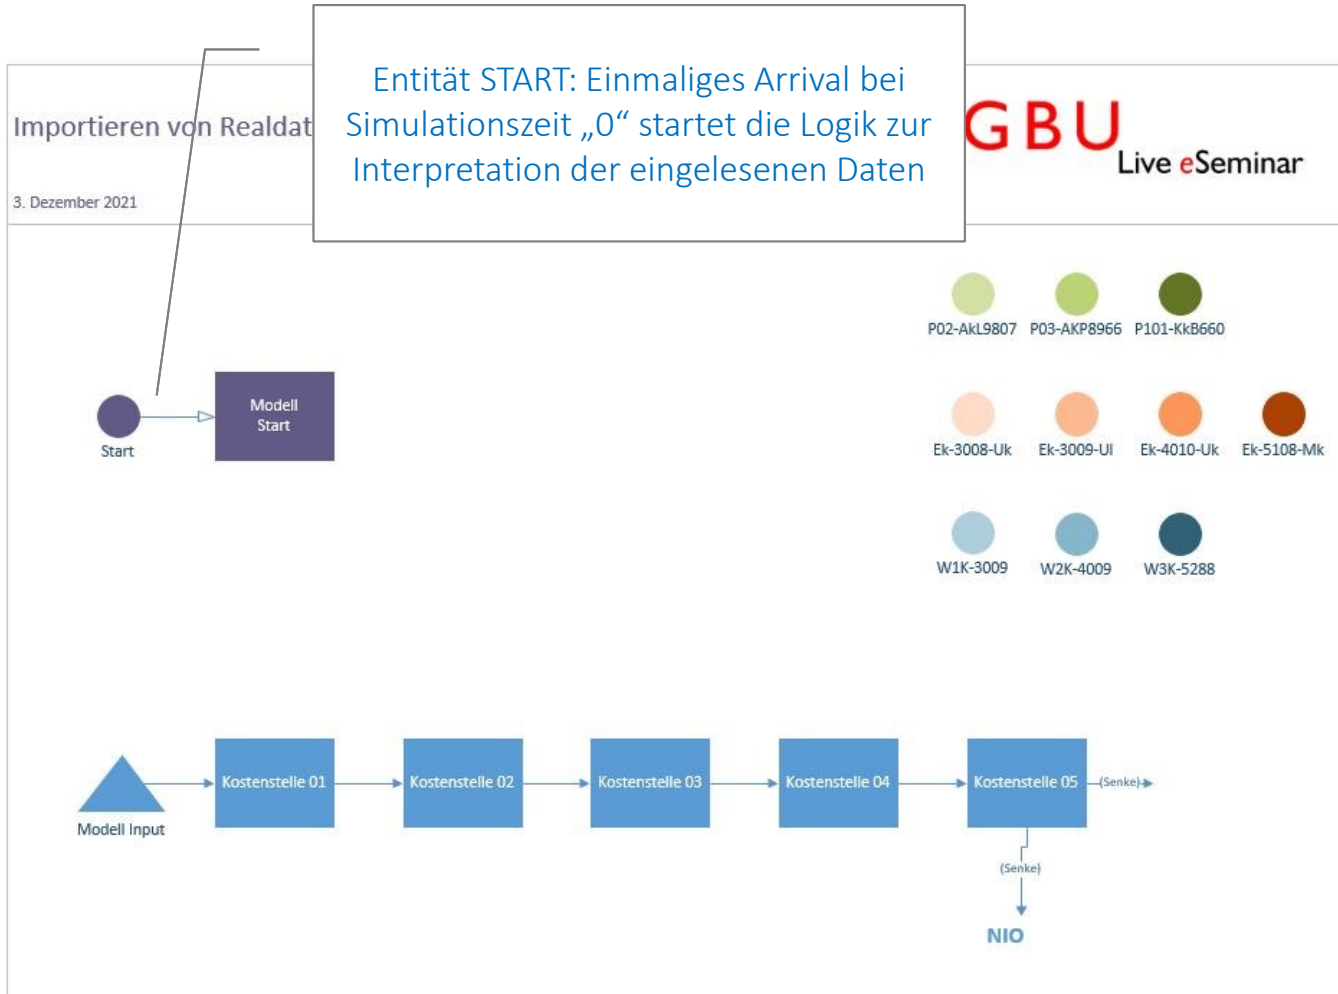 Entität START: Einmaliges Arrival bei
Simulationszeit „0“ startet die Logik zur
Interpretation der eingelesenen Daten
Importieren von Realdat
3. Dezember 2021
GBU
Live eSeminar
P02-AkL9807 P03-AKP8966 P101-KkB660
Modell
Start
Start
Ek-3008-Uk Ek-3009-Ul Ek-4010-Uk Ek-5108-Mk
W1K-3009 W2K-4009 W3K-5288
Kostenstelle 01 Kostenstelle 02 Kostenstelle 03 Kostenstelle 04 Kostenstelle 05 (Senke)
Modell Input
(Senke)
NIO